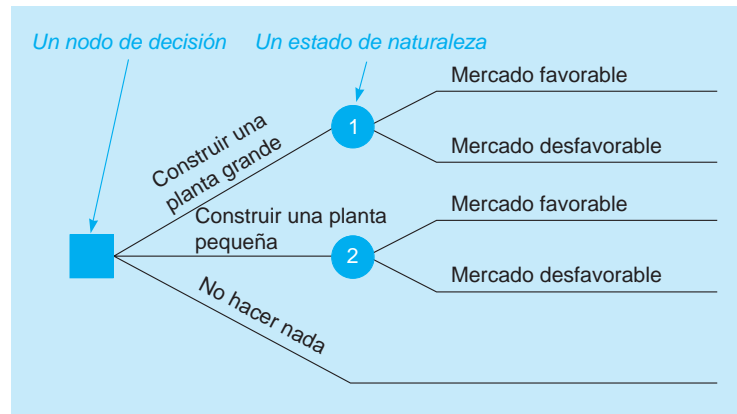 Un nodo de decisión
Un estado de naturaleza
Mercado favorable
1
Construir una
planta grande
Mercado desfavorable
Mercado favorable
Construir una planta
pequeña
2
Mercado desfavorable
No hacer nada